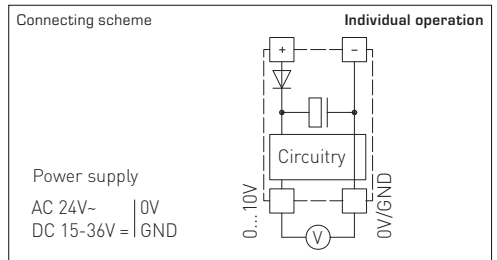 Connecting scheme
Individual operation
+
–
Circuitry
Power supply
AC 24V~ | 0V
DC 15-36V = | GND
0...10V
0V/GND
V